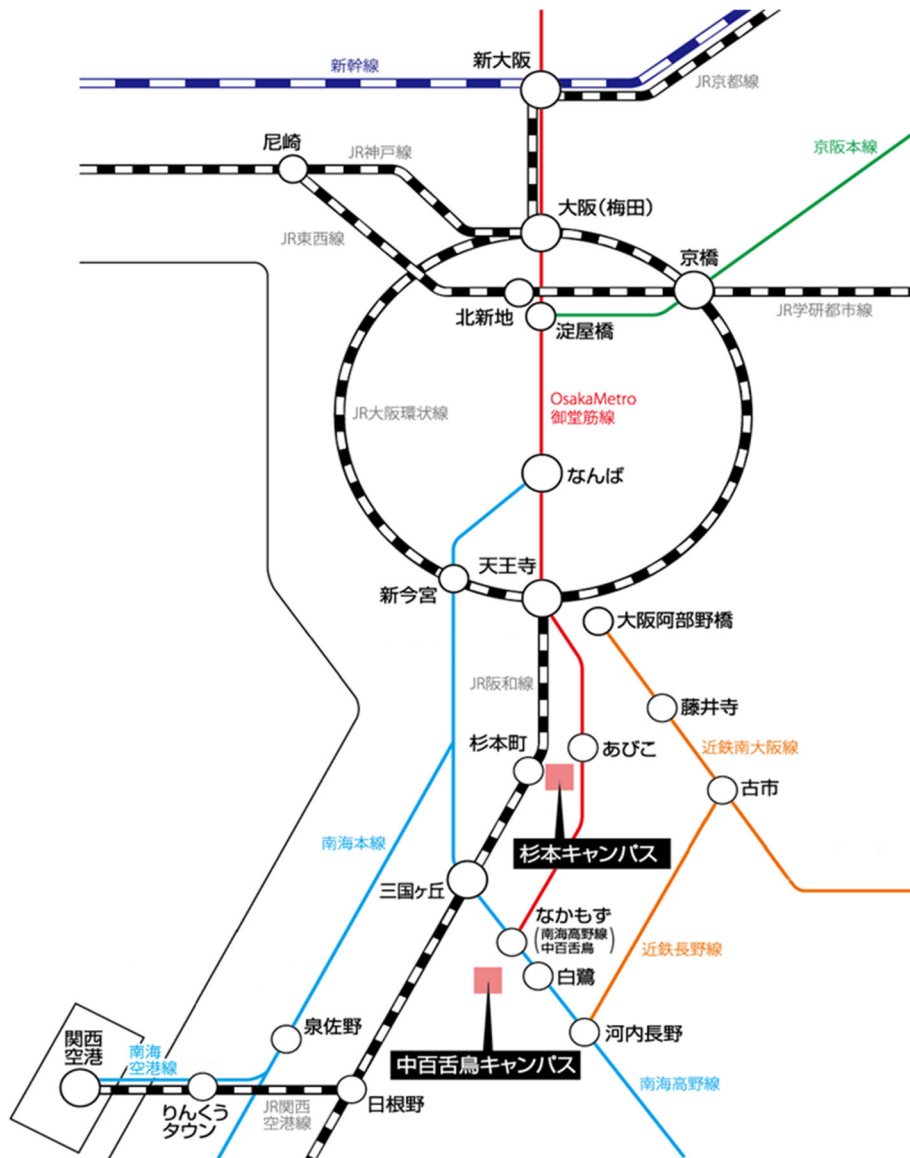 新幹線
新大阪
JR京都線
尼崎
JR神戸線
京阪本線
大阪(梅田)
JR東西線
京橋
北新地
淀屋橋
JR学研都市線
OsakaMetro
御堂筋線
JR大阪環状線
なんば
天王寺
新今宮
大阪阿部野橋
JR阪和線
藤井寺
杉本町
あびこ
近鉄南大阪線
古市
南海本線
杉本キャンパス
三国ヶ丘
なかもず
(南海高野線
中百舌鳥)
近鉄長野線
白鷺
泉佐野
河内長野
関西
空港
南海
空港線
中百舌鳥キャンパス
南海高野線
りんくう
タウン
JR関西
空港線
日根野